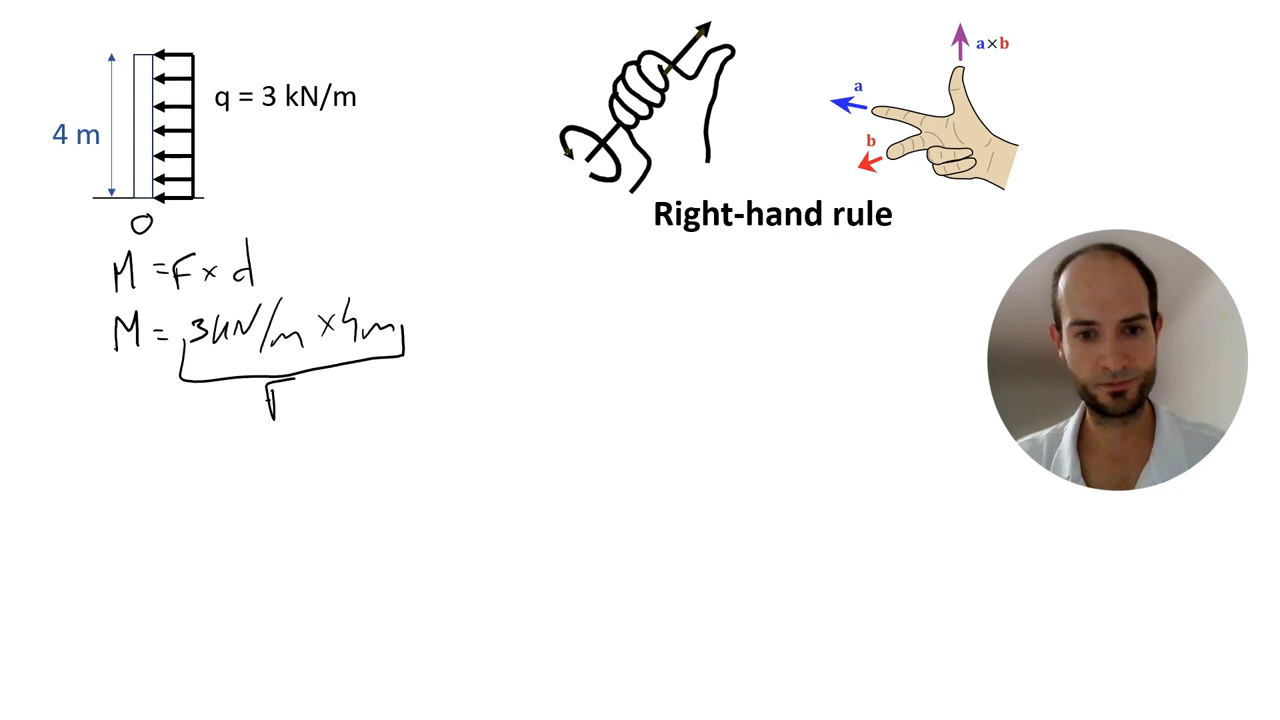 q = 3 kN/m
4 m
O
M = F × d
M = 3kN/m × 4m
F
a×b
a
b
Right-hand rule